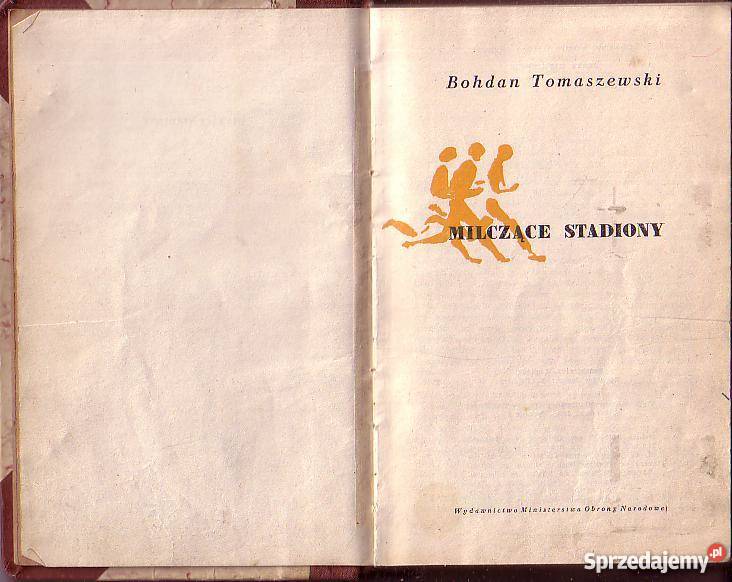 Bohdan Tomaszewski
MILCZĄCE STADIONY
Wydawnictwo Ministerstwa Obrony Narodowej
Sprzedajemy.pl